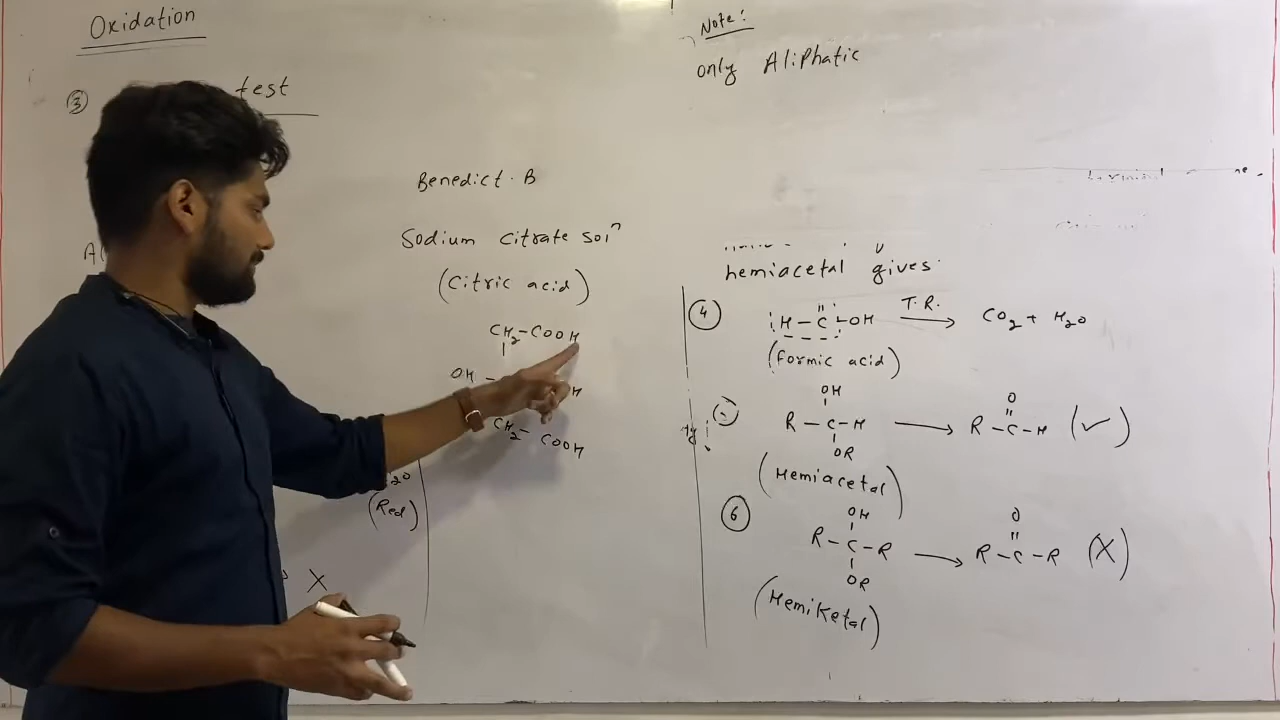 Oxidation
③ test
Benedict. B
Sodium Citrate Solⁿ
(Citric acid)
CH₂-COOH
OH - H
CH₂- COOH
(Red)
X
Note:
only Aliphatic
hemiacetal gives
④ H - C - OH T.R. → CO₂ + H₂O
(Formic acid)
OH
O
R - C - H → R - C - H (✓)
OR
(Hemiacetal)
⑥
OH
O
R - C - R → R - C - R (X)
OR
(Hemiketal)